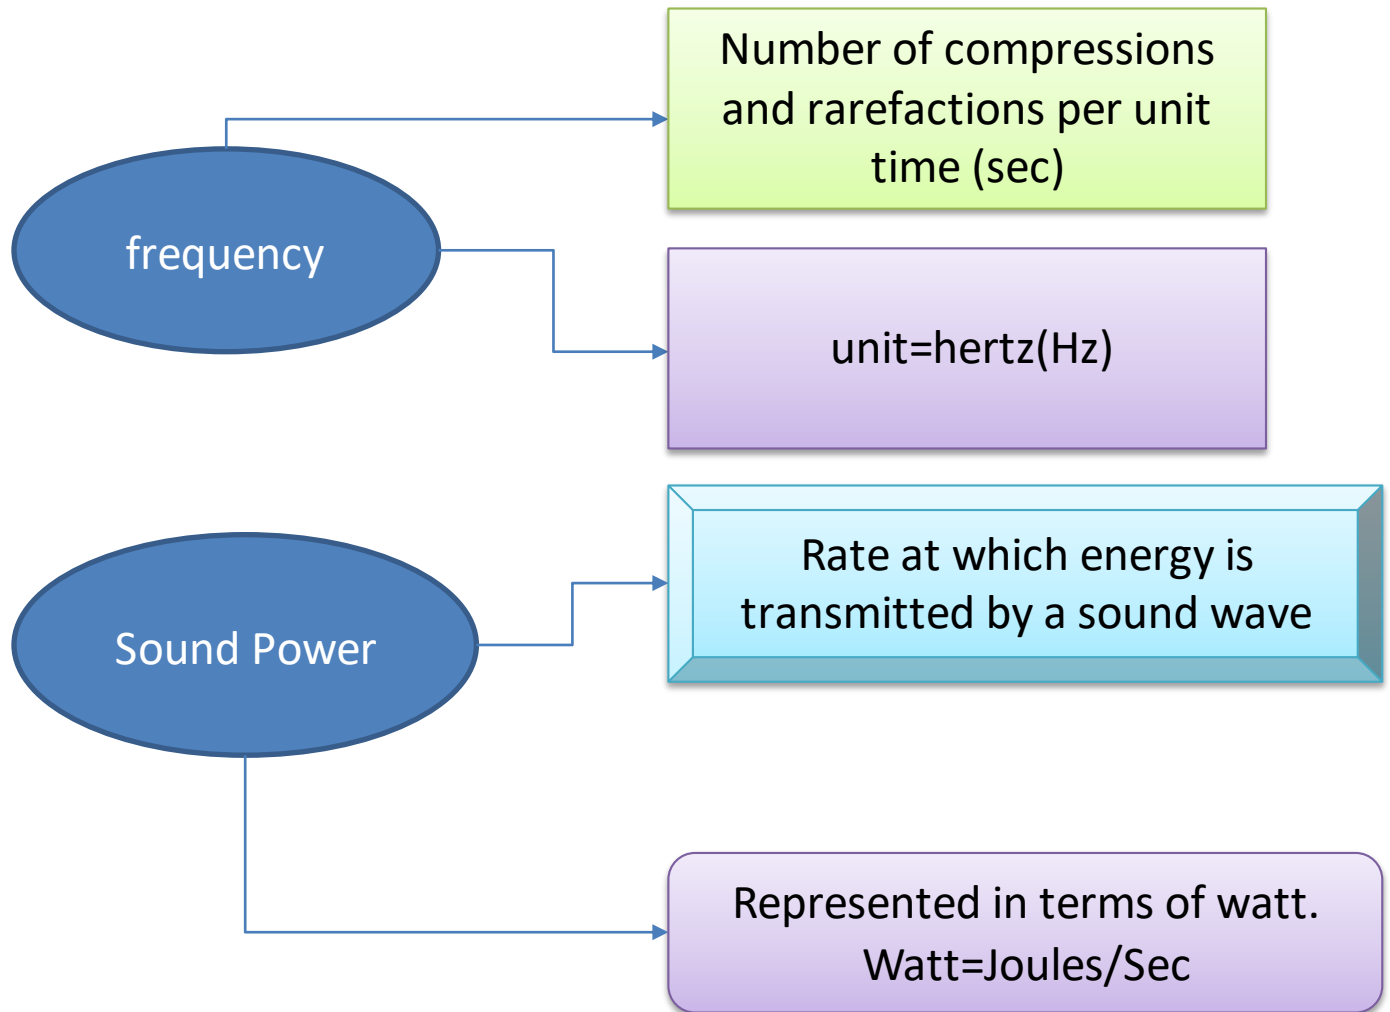 Number of compressions
and rarefactions per unit
time (sec)
frequency
unit=hertz(Hz)
Rate at which energy is
transmitted by a sound wave
Sound Power
Represented in terms of watt.
Watt=Joules/Sec